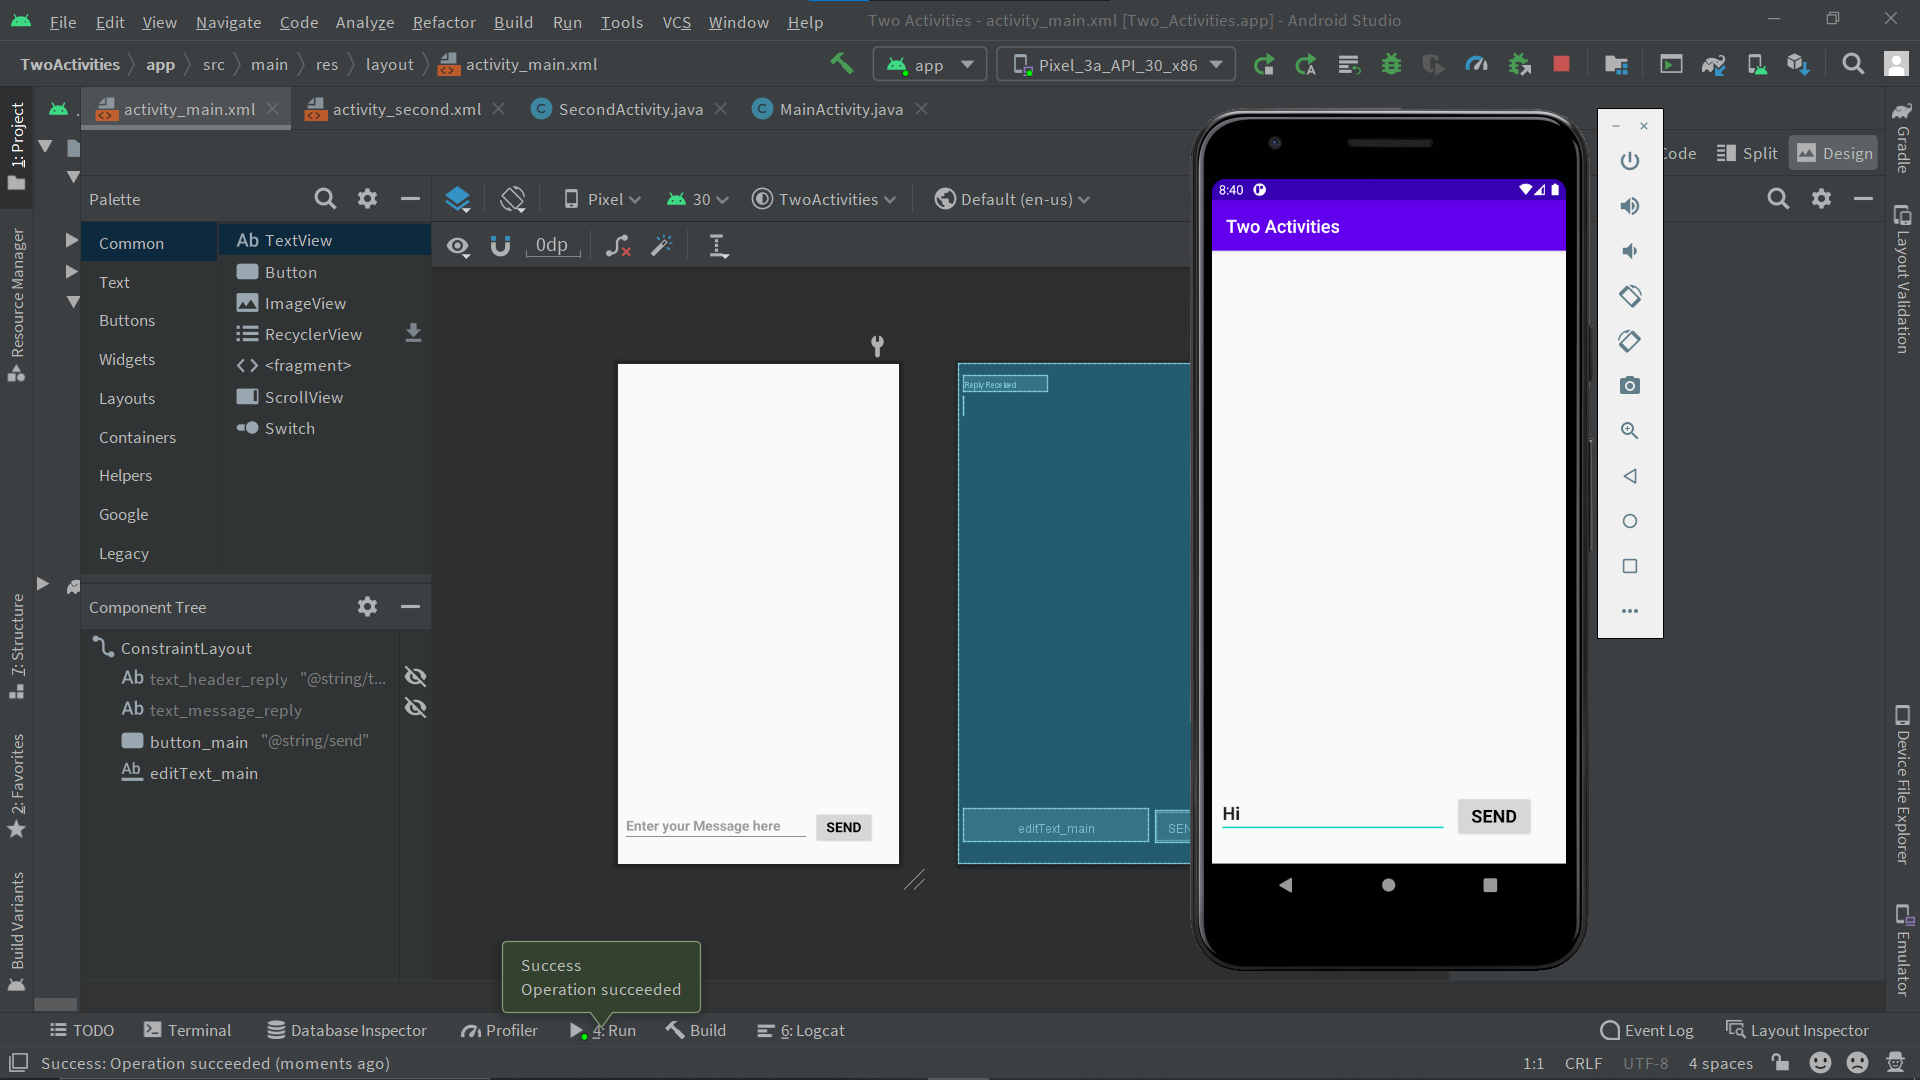 File Edit View Navigate Code Analyze Refactor Build Run Tools VCS Window Help Two Activities - activity_main.xml [Two_Activities.app] - Android Studio
TwoActivities app src main res layout activity_main.xml app Pixel_3a_API_30_x86
activity_main.xml activity_second.xml SecondActivity.java MainActivity.java
1: Project
Resource Manager
7: Structure
2: Favorites
Build Variants
Code Split Design
Palette
Pixel 30 TwoActivities Default (en-us)
0dp
Common
Text
Buttons
Widgets
Layouts
Containers
Helpers
Google
Legacy
Ab TextView
Button
ImageView
RecyclerView
<fragment>
ScrollView
Switch
Component Tree
ConstraintLayout
Ab text_header_reply "@string/t...
Ab text_message_reply
button_main "@string/send"
Ab editText_main
Enter your Message here SEND
Reply Received
editText_main SEN
8:40
Two Activities
Hi SEND
Gradle
Layout Validation
Device File Explorer
Emulator
Success
Operation succeeded
TODO Terminal Database Inspector Profiler 4: Run Build 6: Logcat Event Log Layout Inspector
Success: Operation succeeded (moments ago) 1:1 CRLF UTF-8 4 spaces